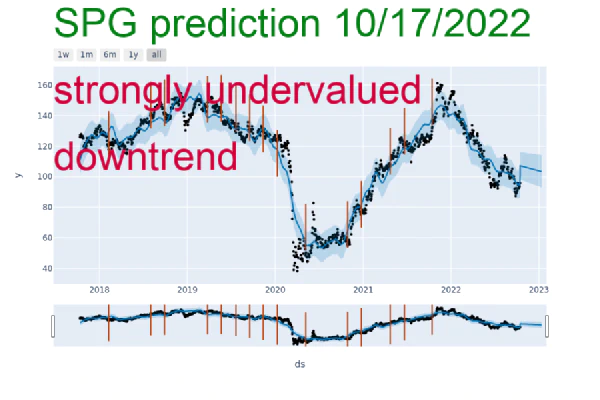 SPG prediction 10/17/2022
1w 1m 6m 1y all
strongly undervalued
downtrend
160
140
120
100
80
60
40
y
2018 2019 2020 2021 2022 2023
ds